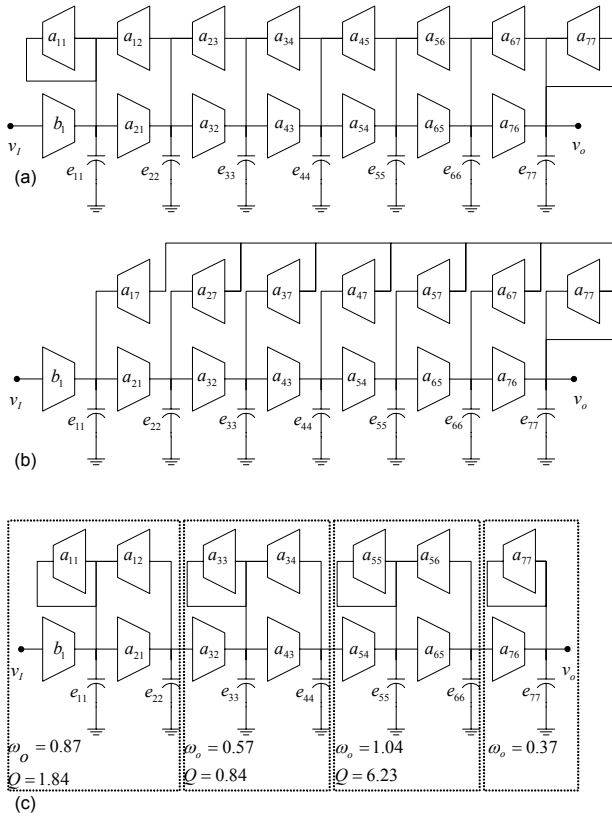 a11 a12 a23 a34 a45 a56 a67 a77
b1 a21 a32 a43 a54 a65 a76
vI vo
e11 e22 e33 e44 e55 e66 e77
(a)
a17 a27 a37 a47 a57 a67 a77
b1 a21 a32 a43 a54 a65 a76
vI vo
e11 e22 e33 e44 e55 e66 e77
(b)
a11 a12 a33 a34 a55 a56 a77
b1 a21 a32 a43 a54 a65 a76
vI vo
e11 e22 e33 e44 e55 e66 e77
ωO = 0.87 ωo = 0.57 ωo = 1.04 ωo = 0.37
Q = 1.84 Q = 0.84 Q = 6.23
(c)